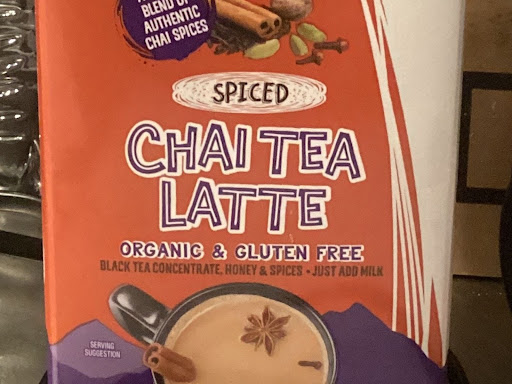 BLEND OF
AUTHENTIC
CHAI SPICES
SPICED
CHAI TEA
LATTE
ORGANIC & GLUTEN FREE
BLACK TEA CONCENTRATE, HONEY & SPICES • JUST ADD MILK
SERVING
SUGGESTION